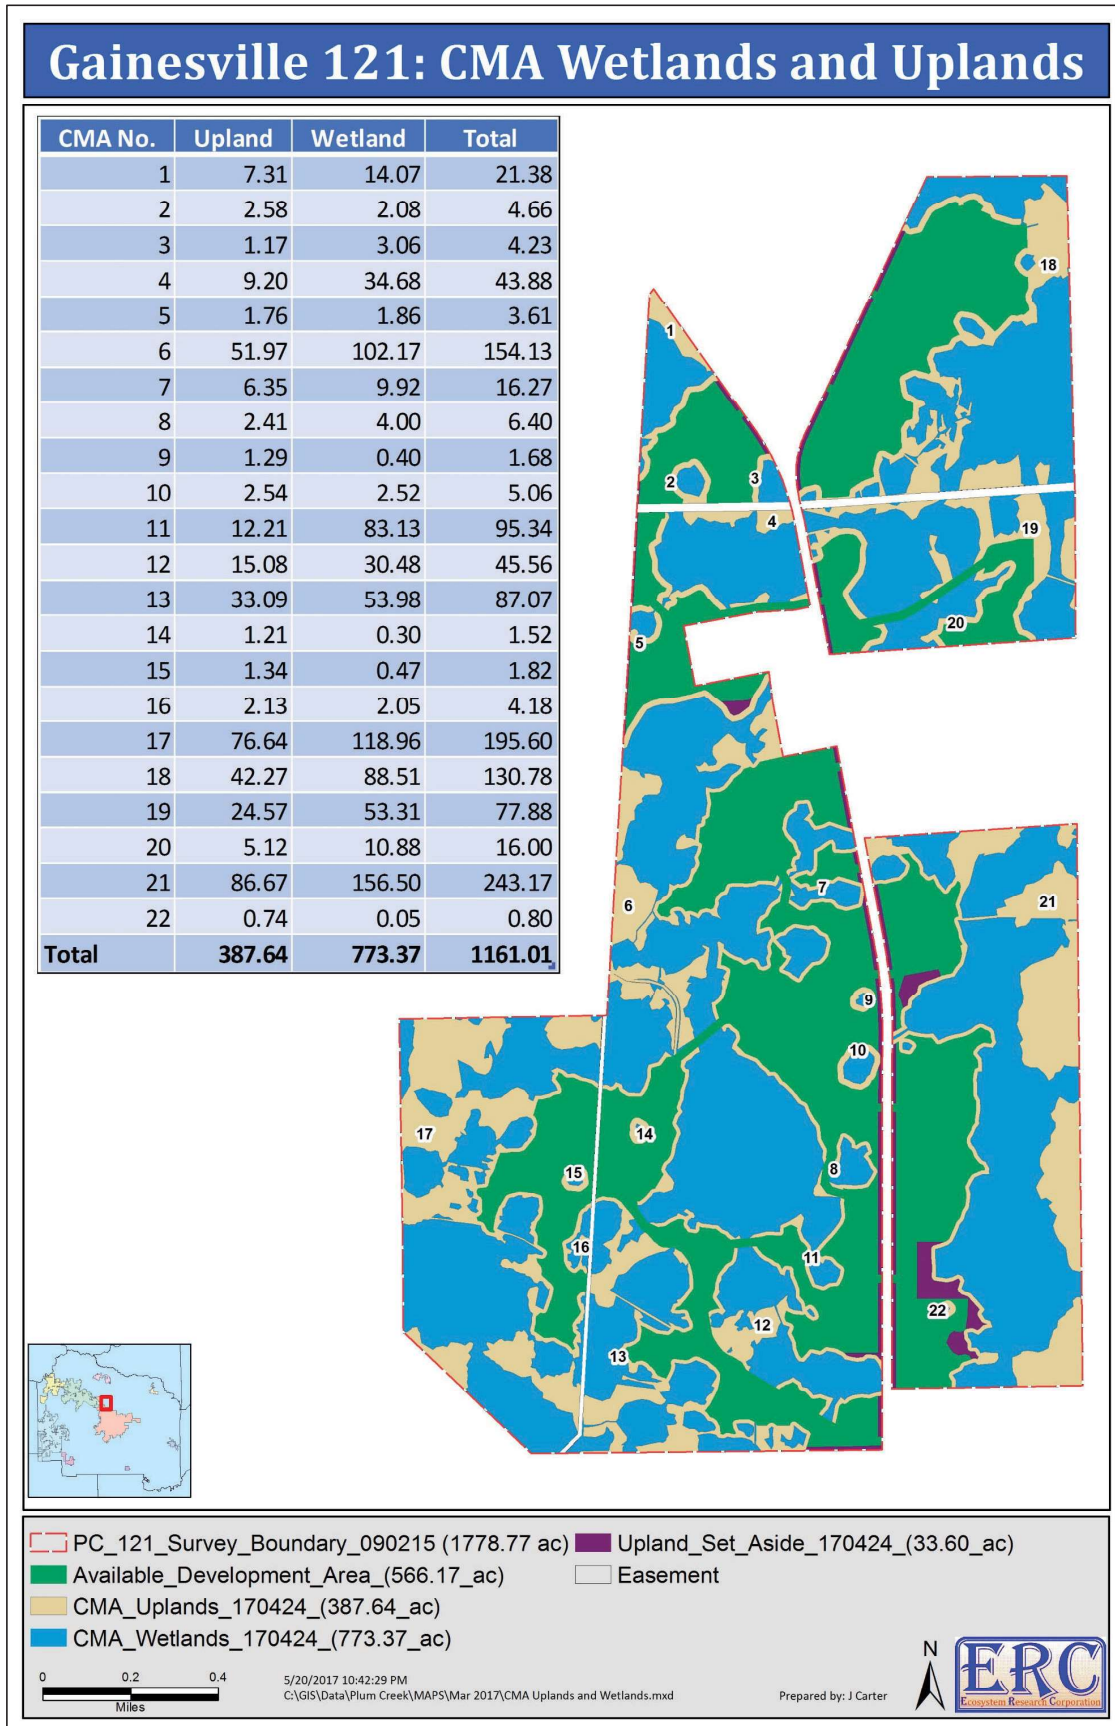 Gainesville 121: CMA Wetlands and Uplands
CMA No. Upland Wetland Total
1 7.31 14.07 21.38
2 2.58 2.08 4.66
3 1.17 3.06 4.23
4 9.20 34.68 43.88
5 1.76 1.86 3.61
6 51.97 102.17 154.13
7 6.35 9.92 16.27
8 2.41 4.00 6.40
9 1.29 0.40 1.68
10 2.54 2.52 5.06
11 12.21 83.13 95.34
12 15.08 30.48 45.56
13 33.09 53.98 87.07
14 1.21 0.30 1.52
15 1.34 0.47 1.82
16 2.13 2.05 4.18
17 76.64 118.96 195.60
18 42.27 88.51 130.78
19 24.57 53.31 77.88
20 5.12 10.88 16.00
21 86.67 156.50 243.17
22 0.74 0.05 0.80
Total 387.64 773.37 1161.01
18
1
2
3
4
19
20
5
7
6
21
9
10
14
17
8
15
16
11
22
12
13
PC_121_Survey_Boundary_090215 (1778.77 ac)
Upland_Set_Aside_170424_(33.60_ac)
Available_Development_Area_(566.17_ac)
Easement
CMA_Uplands_170424_(387.64_ac)
CMA_Wetlands_170424_(773.37_ac)
0 0.2 0.4
Miles
5/20/2017 10:42:29 PM
C:\GIS\Data\Plum Creek\MAPS\Mar 2017\CMA Uplands and Wetlands.mxd
Prepared by: J Carter
N
ERC
Ecosystem Research Corporation